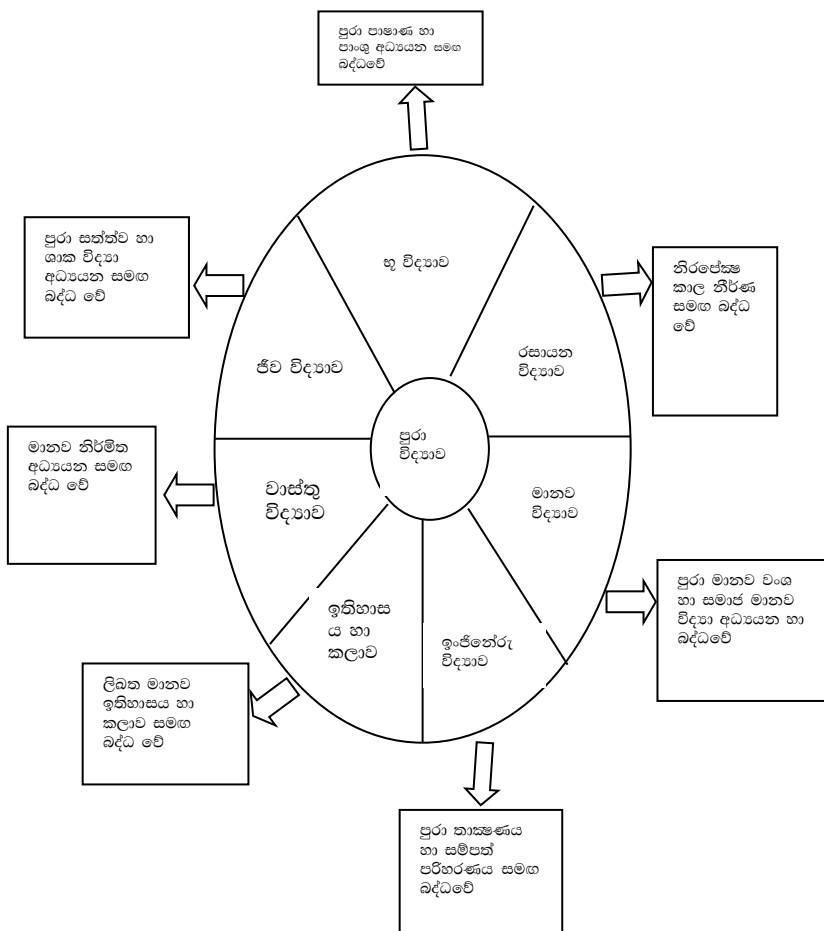 පුරා පාෂාණ හා
පාංශු අධ්‍යයන සමඟ
බද්ධවේ
පුරා සත්ත්ව හා
ශාක විද්‍යා
අධ්‍යයන සමඟ
බද්ධ වේ
භූ විද්‍යාව
නිරපේක්‍ෂ
කාල නිර්ණ
සමඟ බද්ධ
වේ
ජීව විද්‍යාව
රසායන
විද්‍යාව
පුරා
විද්‍යාව
මානව නිර්මිත
අධ්‍යයන සමඟ
බද්ධ වේ
වාස්තු
විද්‍යාව
මානව
විද්‍යාව
පුරා මානව වංශ
හා සමාජ මානව
විද්‍යා අධ්‍යයන හා
බද්ධවේ
ඉතිහාස
ය හා
කලාව
ඉංජිනේරු
විද්‍යාව
ලිඛත මානව
ඉතිහාසය හා
කලාව සමඟ
බද්ධ වේ
පුරා තාක්‍ෂණය
හා සම්පත්
පරිහරණය සමඟ
බද්ධවේ